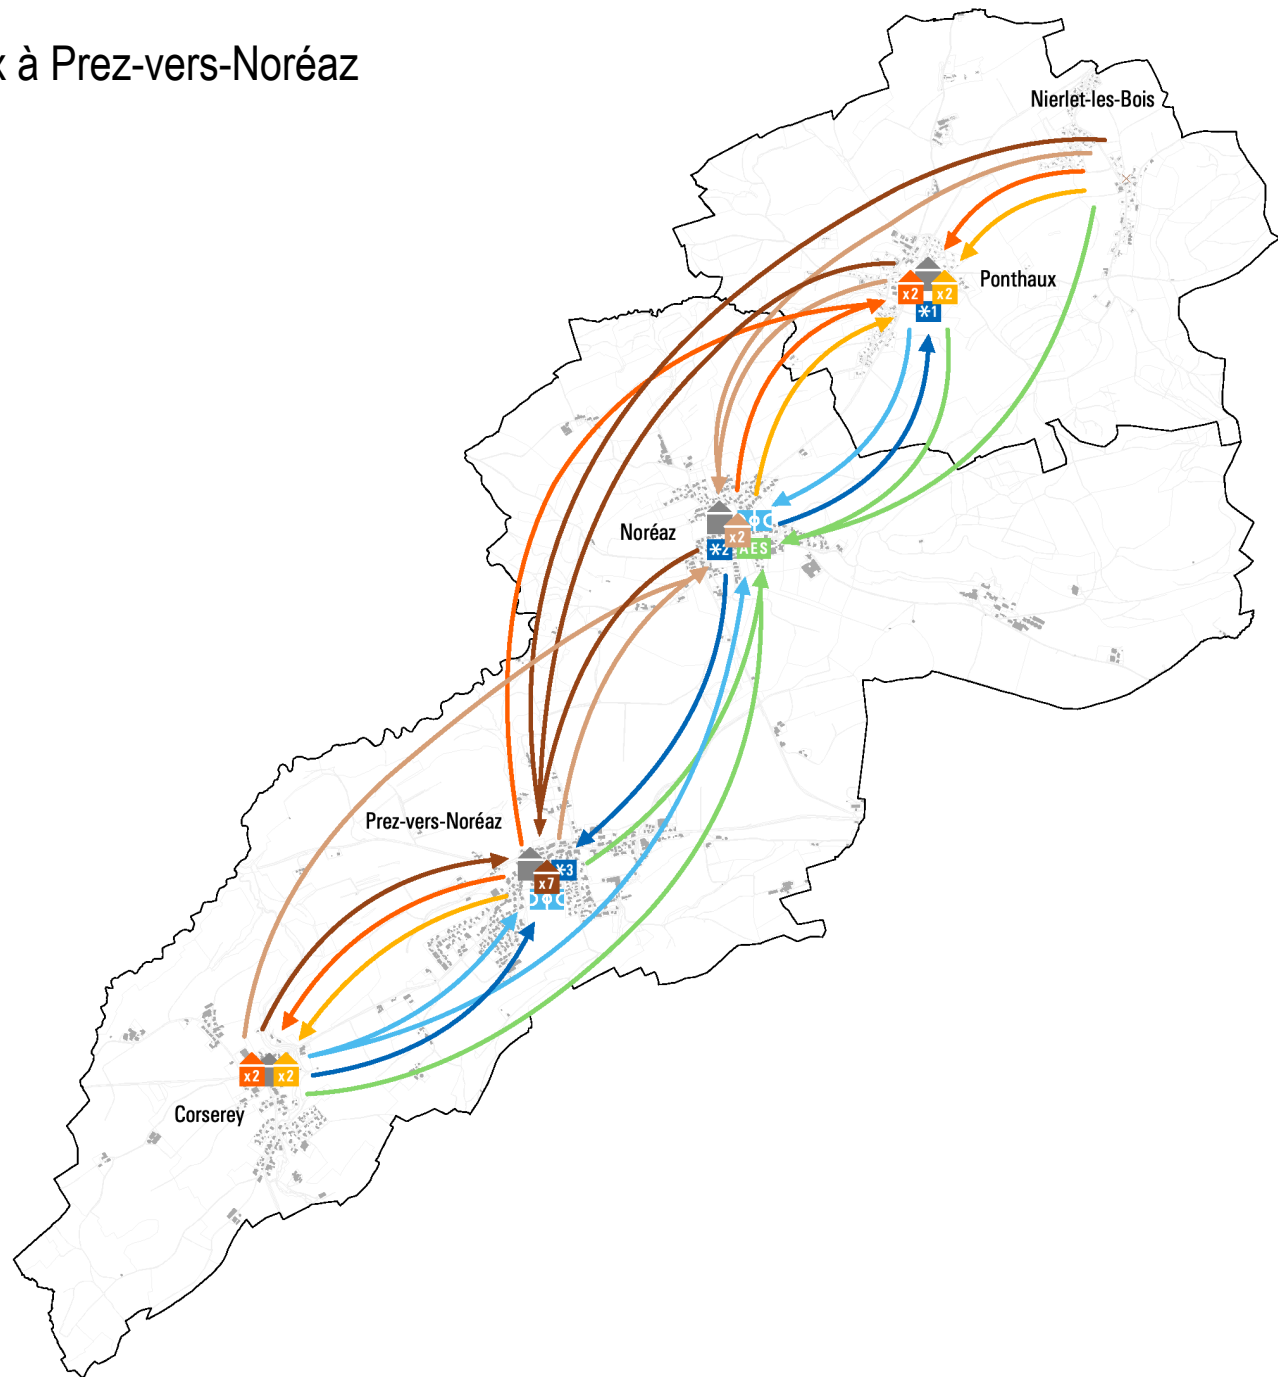 x à Prez-vers-Noréaz
Nierlet-les-Bois
Ponthaux
x2
x2
*1
Noréaz
x2
*2
AES
Prez-vers-Noréaz
*3
x7
x2
x2
Corserey